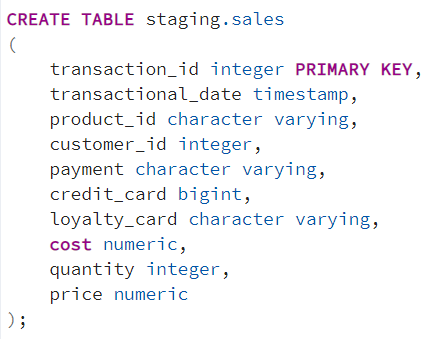 CREATE TABLE staging.sales
(
    transaction_id integer PRIMARY KEY,
    transactional_date timestamp,
    product_id character varying,
    customer_id integer,
    payment character varying,
    credit_card bigint,
    loyalty_card character varying,
    cost numeric,
    quantity integer,
    price numeric
);